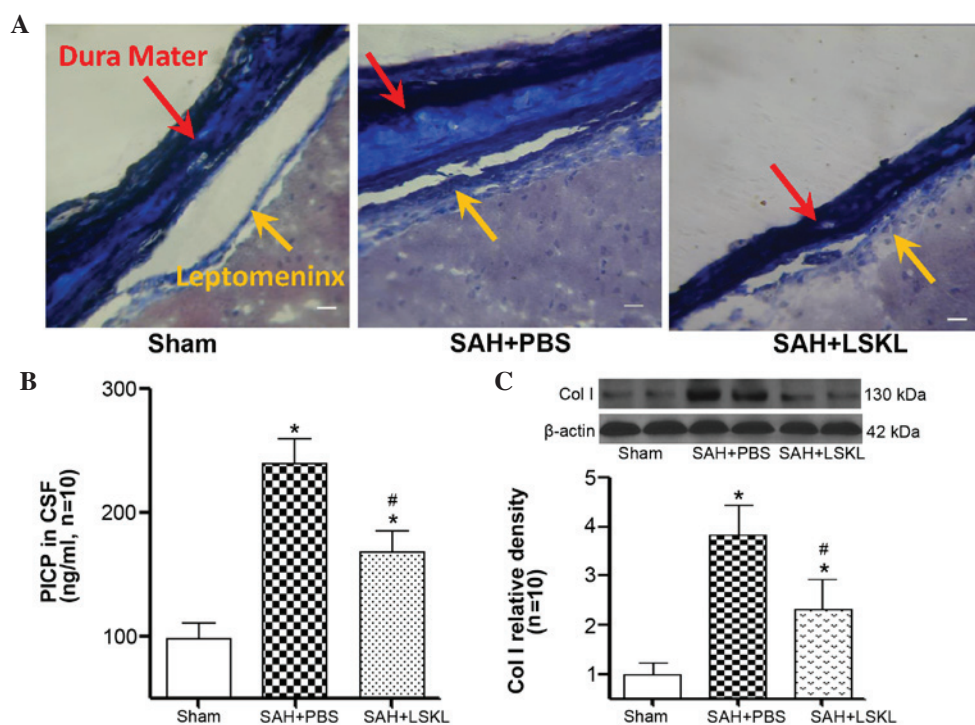 A
Dura Mater
Leptomeninx
Sham
SAH+PBS
SAH+LSKL
B
PICP in CSF
(ng/ml, n=10)
300
200
100
*
#
*
Sham
SAH+PBS
SAH+LSKL
C
Col I
130 kDa
β-actin
42 kDa
Sham
SAH+PBS
SAH+LSKL
Col I relative density
(n=10)
5
4
3
2
1
*
#
*
Sham
SAH+PBS
SAH+LSKL